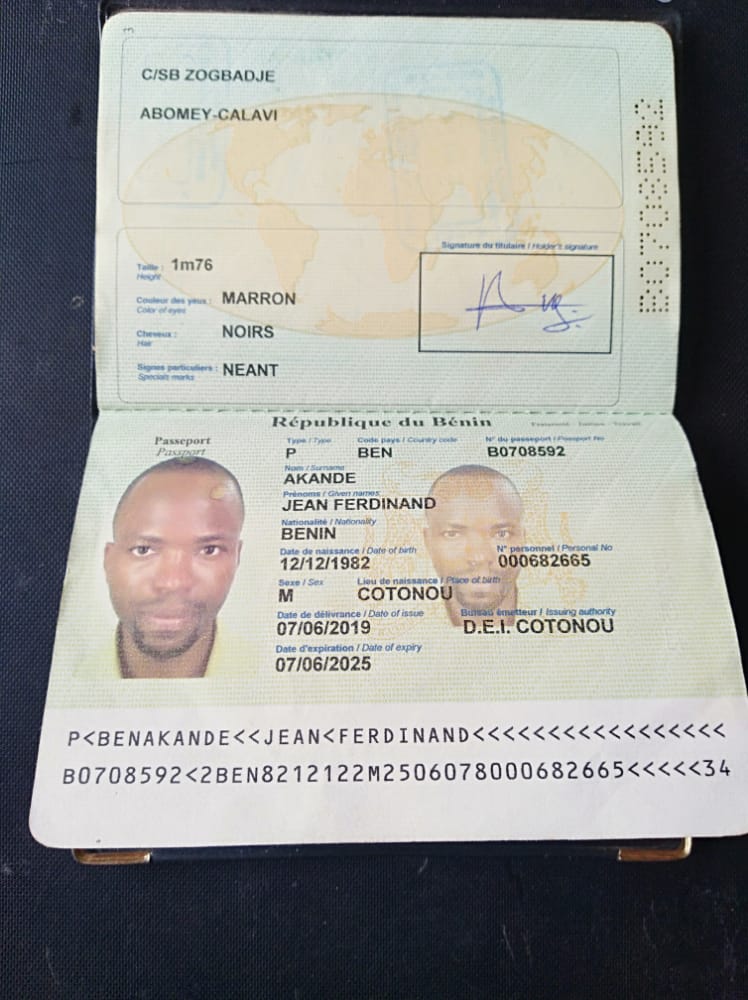 C/SB ZOGBADJE
ABOMEY-CALAVI
B0708592
Signature du titulaire / Holder's signature
Taille : 1m76
Height
Couleur des yeux : MARRON
Color of eyes
Cheveux : NOIRS
Hair
Signes particuliers : NEANT
Specials marks
République du Bénin
Fraternité - Justice - Travail
Passeport
Passport
Type / Type
Code pays / Country code
N° du passeport / Passport No
P
BEN
B0708592
Nom / Surname
AKANDE
Prénoms / Given names
JEAN FERDINAND
Nationalité / Nationality
BENIN
Date de naissance / Date of birth
N° personnel / Personal No
12/12/1982
000682665
Sexe / Sex
Lieu de naissance / Place of birth
M
COTONOU
Date de délivrance / Date of issue
Bureau émetteur / Issuing authority
07/06/2019
D.E.I. COTONOU
Date d'expiration / Date of expiry
07/06/2025
P<BENAKANDE<<JEAN<FERDINAND<<<<<<<<<<<<<<<<<
B0708592<2BEN8212122M2506078000682665<<<<<34